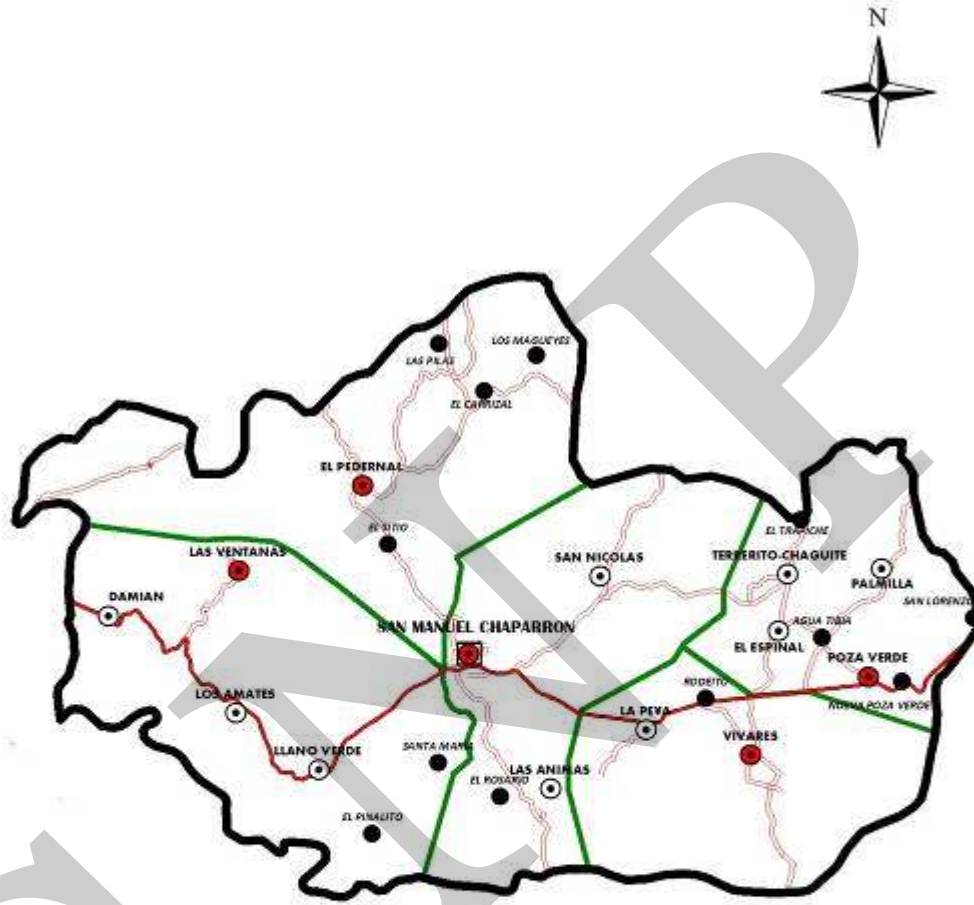 N
LAS PILAS
LOS MAGUEYES
EL CARRIZAL
EL PEDERNAL
EL SITIO
EL TRAPICHE
LAS VENTANAS
SAN NICOLAS
TERRERITO-CHAGUITE
PALMILLA
DAMIAN
SAN LORENZO
SAN MANUEL CHAPARRON
AGUA TIBIA
EL ESPINAL
POZA VERDE
RODEITO
LOS AMATES
LA PEYA
NUEVA POZA VERDE
VIVARES
LLANO VERDE
SANTA MARIA
LAS ANIMAS
EL ROSARIO
EL PINALITO